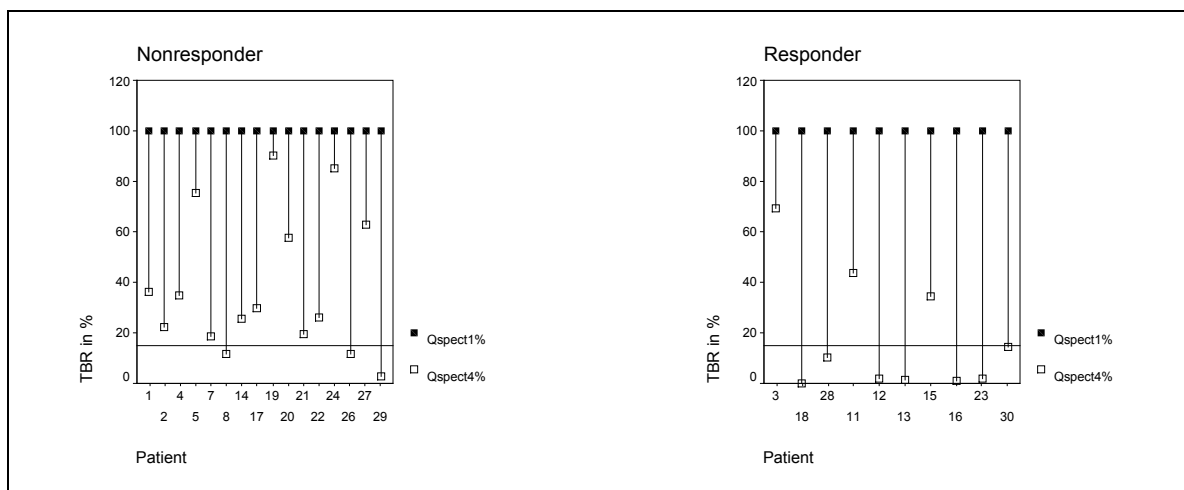 Nonresponder
120
100
80
60
40
20
0
TBR in %
1 4 7 14 19 21 24 27
2 5 8 17 20 22 26 29
Patient
Qspect1%
Qspect4%
Responder
120
100
80
60
40
20
0
TBR in %
3 28 12 15 23
18 11 13 16 30
Patient
Qspect1%
Qspect4%